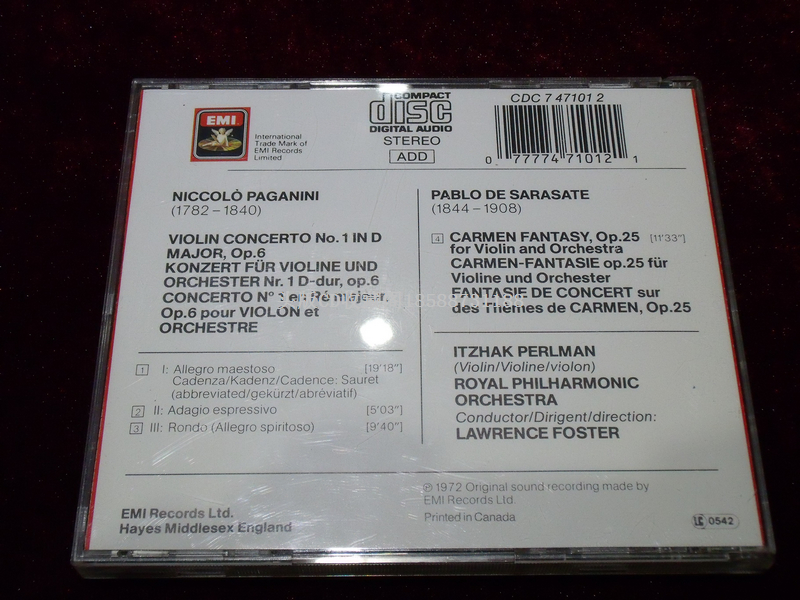 EMI
International
Trade Mark of
EMI Records
Limited
COMPACT
disc
DIGITAL AUDIO
STEREO
ADD
CDC 7 47101 2
0 77774 71012 1
NICCOLÒ PAGANINI
(1782 – 1840)
VIOLIN CONCERTO No. 1 IN D
MAJOR, Op.6
KONZERT FÜR VIOLINE UND
ORCHESTER Nr. 1 D-dur, op.6
CONCERTO N° 1 en Ré majeur,
Op.6 pour VIOLON et
ORCHESTRE
1 I: Allegro maestoso [19'18"]
Cadenza/Kadenz/Cadence: Sauret
(abbreviated/gekürzt/abréviatif)
2 II: Adagio espressivo [5'03"]
3 III: Rondo (Allegro spiritoso) [9'40"]
PABLO DE SARASATE
(1844 – 1908)
4 CARMEN FANTASY, Op.25 [11'33"]
for Violin and Orchestra
CARMEN-FANTASIE op.25 für
Violine und Orchester
FANTASIE DE CONCERT sur
des Thèmes de CARMEN, Op.25
ITZHAK PERLMAN
(Violin/Violine/violon)
ROYAL PHILHARMONIC
ORCHESTRA
Conductor/Dirigent/direction:
LAWRENCE FOSTER
℗ 1972 Original sound recording made by
EMI Records Ltd.
Printed in Canada
EMI Records Ltd.
Hayes Middlesex England
LC 0542